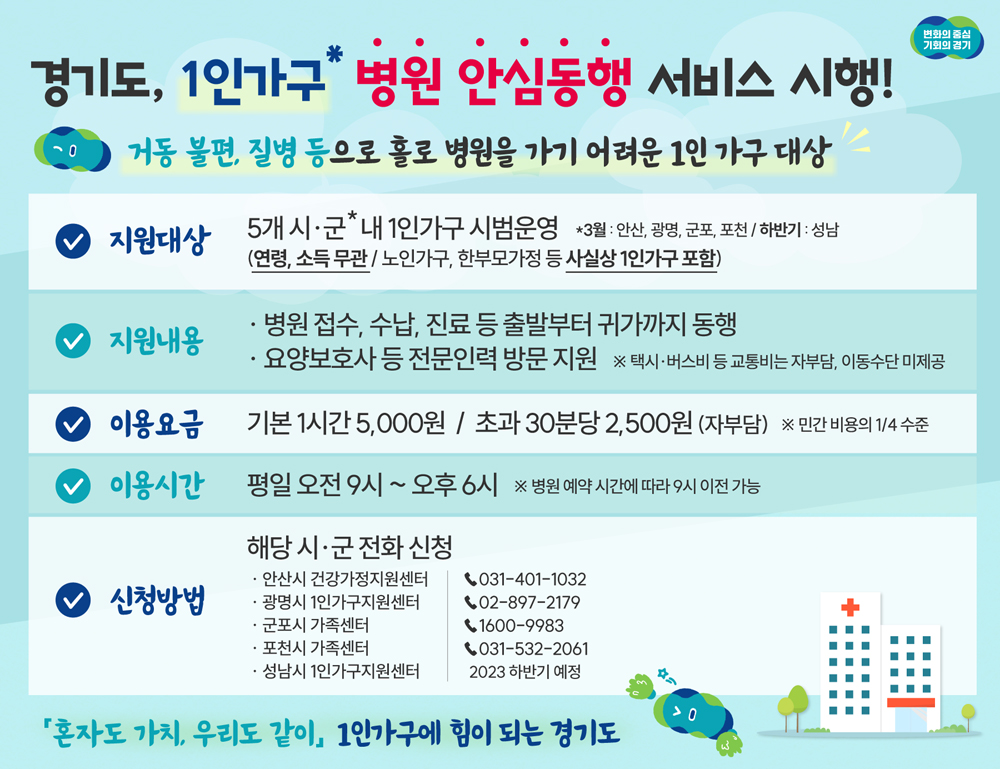 변화의 중심
기회의 경기
경기도, 1인가구* 병원 안심동행 서비스 시행!
거동 불편, 질병 등으로 홀로 병원을 가기 어려운 1인 가구 대상
지원대상
5개 시·군*내 1인가구 시범운영 *3월 : 안산, 광명, 군포, 포천 / 하반기 : 성남
(연령, 소득 무관 / 노인가구, 한부모가정 등 사실상 1인가구 포함)
지원내용
· 병원 접수, 수납, 진료 등 출발부터 귀가까지 동행
· 요양보호사 등 전문인력 방문 지원 ※ 택시·버스비 등 교통비는 자부담, 이동수단 미제공
이용요금
기본 1시간 5,000원 / 초과 30분당 2,500원 (자부담) ※ 민간 비용의 1/4 수준
이용시간
평일 오전 9시 ~ 오후 6시 ※ 병원 예약 시간에 따라 9시 이전 가능
신청방법
해당 시·군 전화 신청
· 안산시 건강가정지원센터 031-401-1032
· 광명시 1인가구지원센터 02-897-2179
· 군포시 가족센터 1600-9983
· 포천시 가족센터 031-532-2061
· 성남시 1인가구지원센터 2023 하반기 예정
「혼자도 가치, 우리도 같이」 1인가구에 힘이 되는 경기도